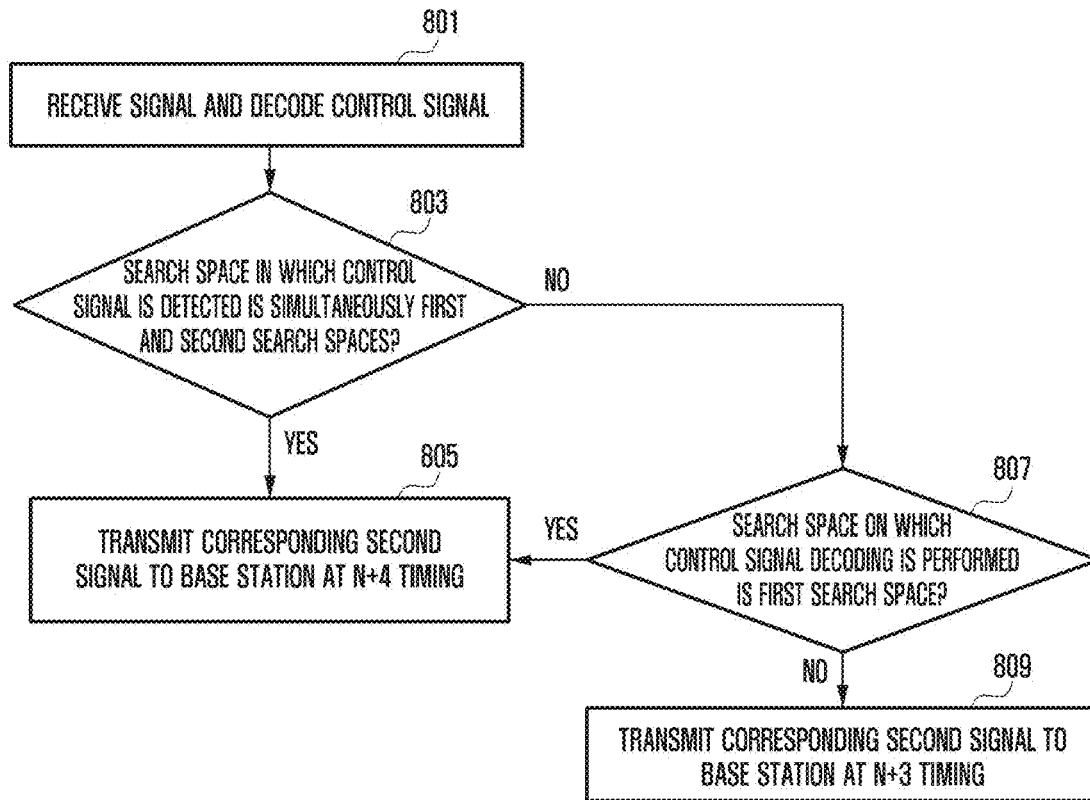 801
RECEIVE SIGNAL AND DECODE CONTROL SIGNAL
803
SEARCH SPACE IN WHICH CONTROL
SIGNAL IS DETECTED IS SIMULTANEOUSLY FIRST
AND SECOND SEARCH SPACES?
NO
YES
805
TRANSMIT CORRESPONDING SECOND
SIGNAL TO BASE STATION AT N+4 TIMING
807
YES
SEARCH SPACE ON WHICH
CONTROL SIGNAL DECODING IS PERFORMED
IS FIRST SEARCH SPACE?
NO
809
TRANSMIT CORRESPONDING SECOND SIGNAL TO
BASE STATION AT N+3 TIMING